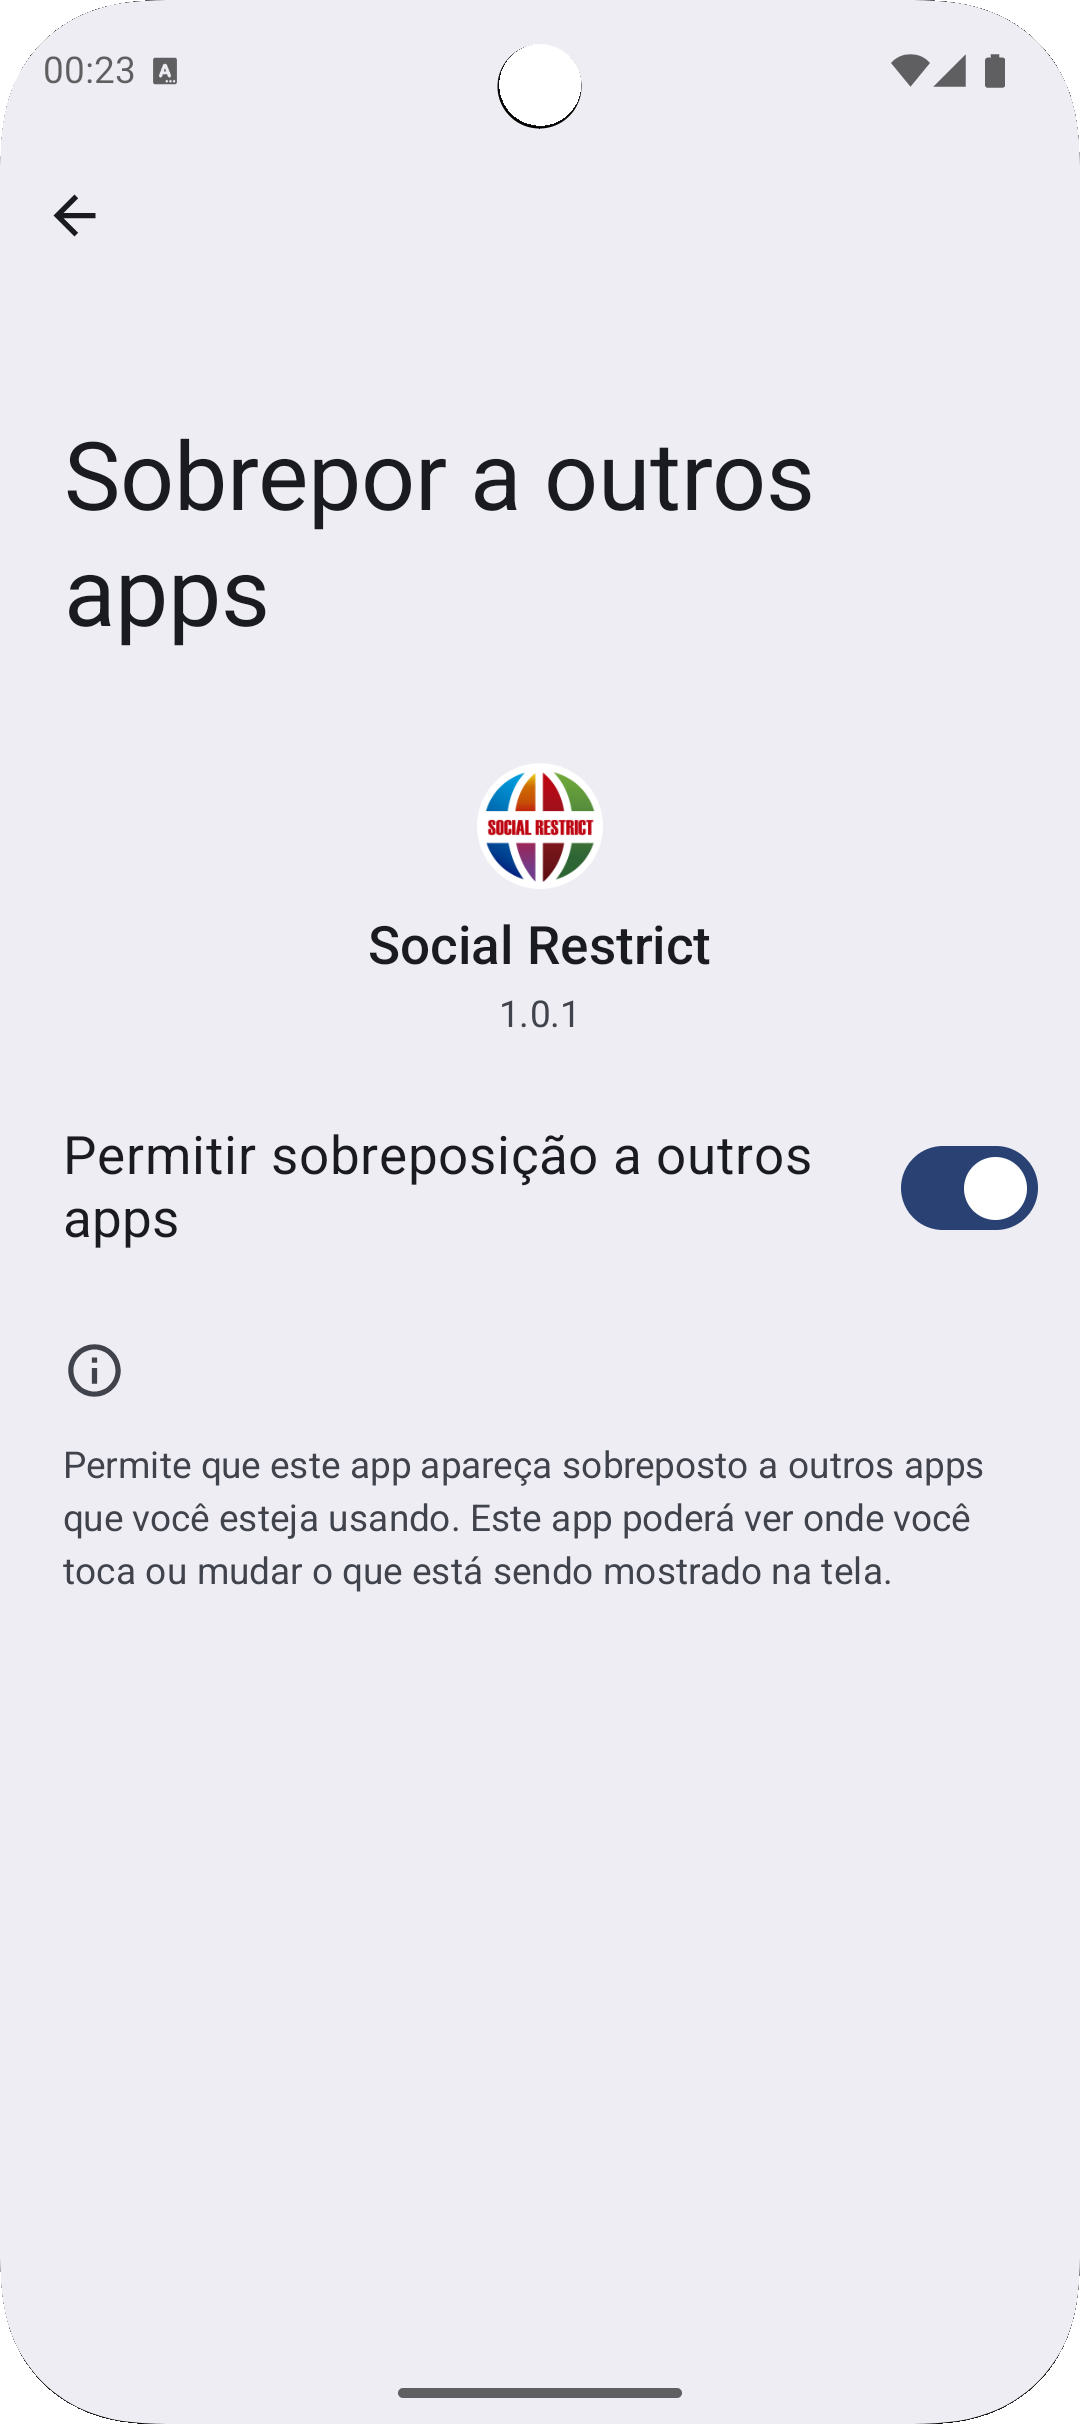 00:23
Sobrepor a outros
apps
SOCIAL RESTRICT
Social Restrict
1.0.1
Permitir sobreposição a outros
apps
Permite que este app apareça sobreposto a outros apps
que você esteja usando. Este app poderá ver onde você
toca ou mudar o que está sendo mostrado na tela.